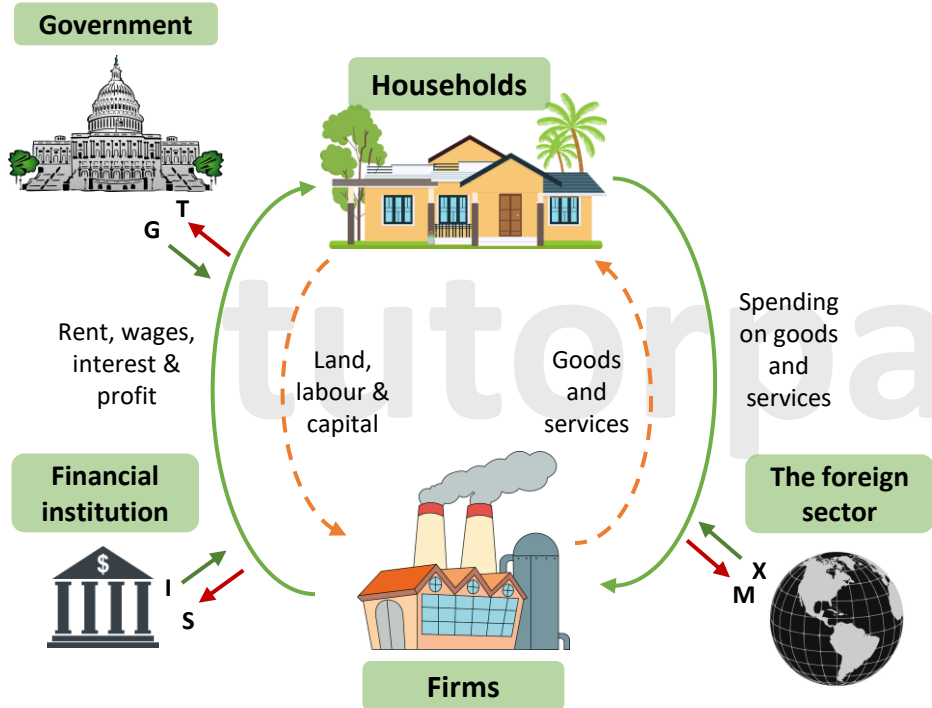 Government
Households
T
G
Rent, wages,
interest &
profit
Land,
labour &
capital
Goods
and
services
Spending
on goods
and
services
Financial
institution
$
I
S
The foreign
sector
X
M
Firms
tutorpa